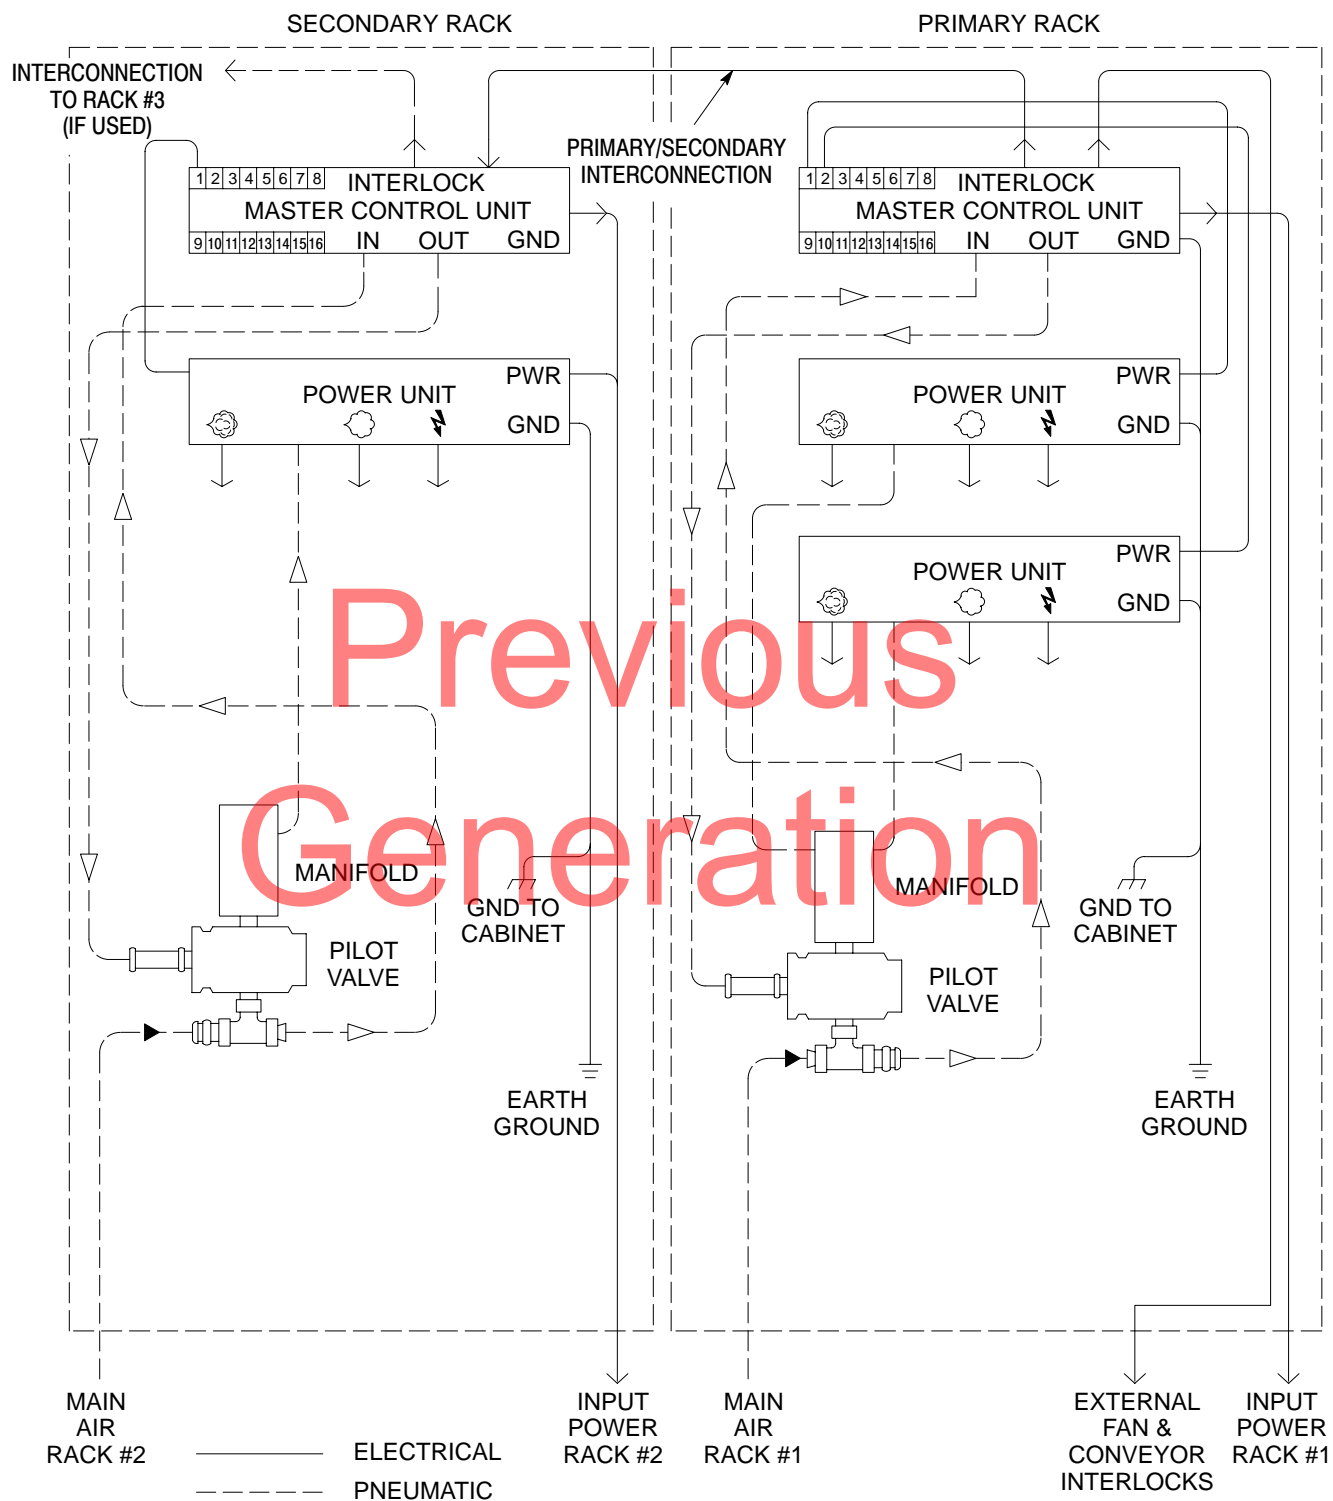 SECONDARY RACK
PRIMARY RACK
INTERCONNECTION
TO RACK #3
(IF USED)
PRIMARY/SECONDARY
INTERCONNECTION
1 2 3 4 5 6 7 8 INTERLOCK
MASTER CONTROL UNIT
9 10 11 12 13 14 15 16 IN OUT GND
1 2 3 4 5 6 7 8 INTERLOCK
MASTER CONTROL UNIT
9 10 11 12 13 14 15 16 IN OUT GND
PWR
POWER UNIT
GND
PWR
POWER UNIT
GND
PWR
POWER UNIT
GND
Previous
Generation
MANIFOLD
GND TO
CABINET
PILOT
VALVE
MANIFOLD
GND TO
CABINET
PILOT
VALVE
EARTH
GROUND
EARTH
GROUND
MAIN
AIR
RACK #2
INPUT
POWER
RACK #2
MAIN
AIR
RACK #1
EXTERNAL
FAN &
CONVEYOR
INTERLOCKS
INPUT
POWER
RACK #1
ELECTRICAL
PNEUMATIC